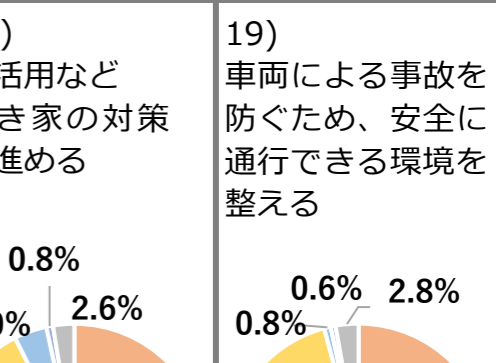 )
活用など
き家の対策
進める
0.8%
2.6%
19)
車両による事故を
防ぐため、安全に
通行できる環境を
整える
0.6% 2.8%
0.8%